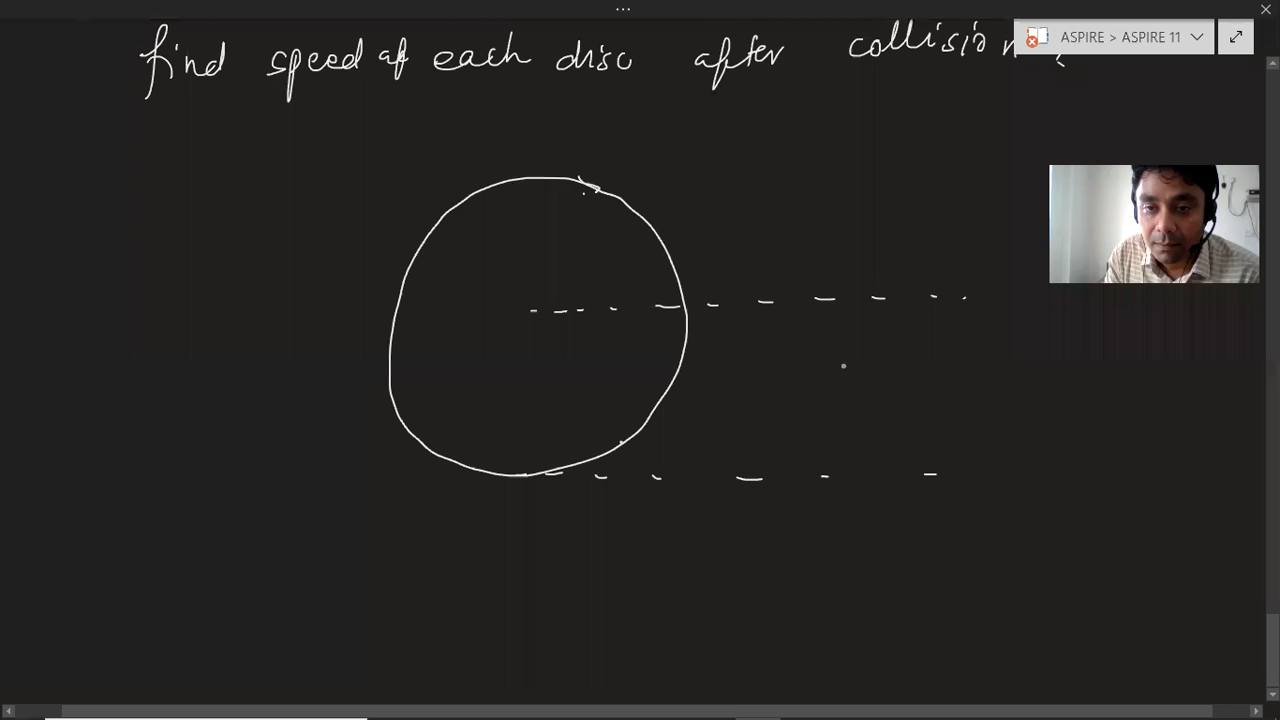 find speed of each disc after collision ?
ASPIRE > ASPIRE 11